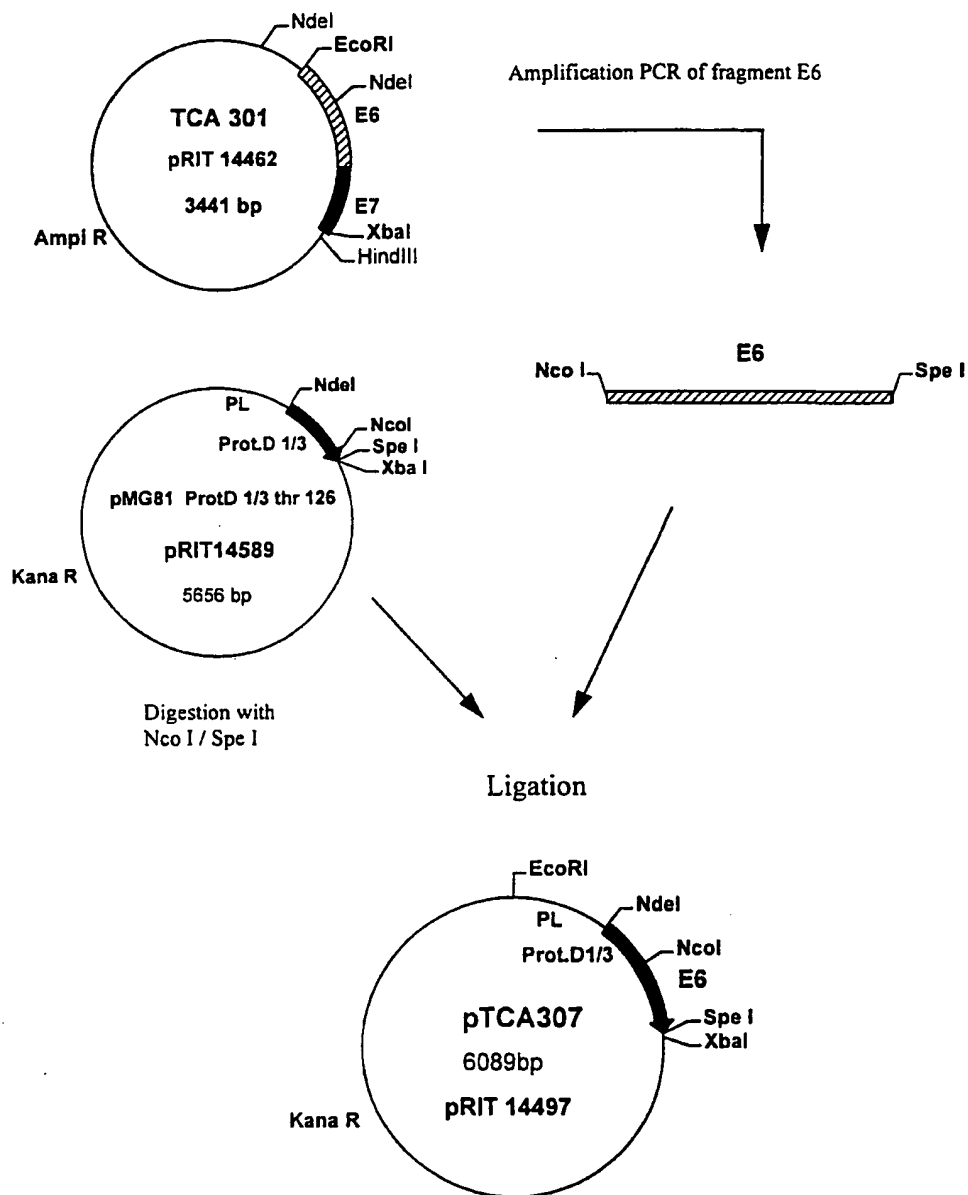 NdeI
EcoRI
NdeI
E6
TCA 301
pRIT 14462
3441 bp
E7
XbaI
HindIII
Ampl R
Amplification PCR of fragment E6
E6
Nco I
Spe I
NdeI
PL
NcoI
Prot.D 1/3
Spe I
Xba I
pMG81 ProtD 1/3 thr 126
pRIT14589
Kana R
5656 bp
Digestion with
Nco I / Spe I
Ligation
EcoRI
NdeI
PL
Prot.D1/3
NcoI
E6
pTCA307
Spe I
XbaI
6089bp
pRIT 14497
Kana R